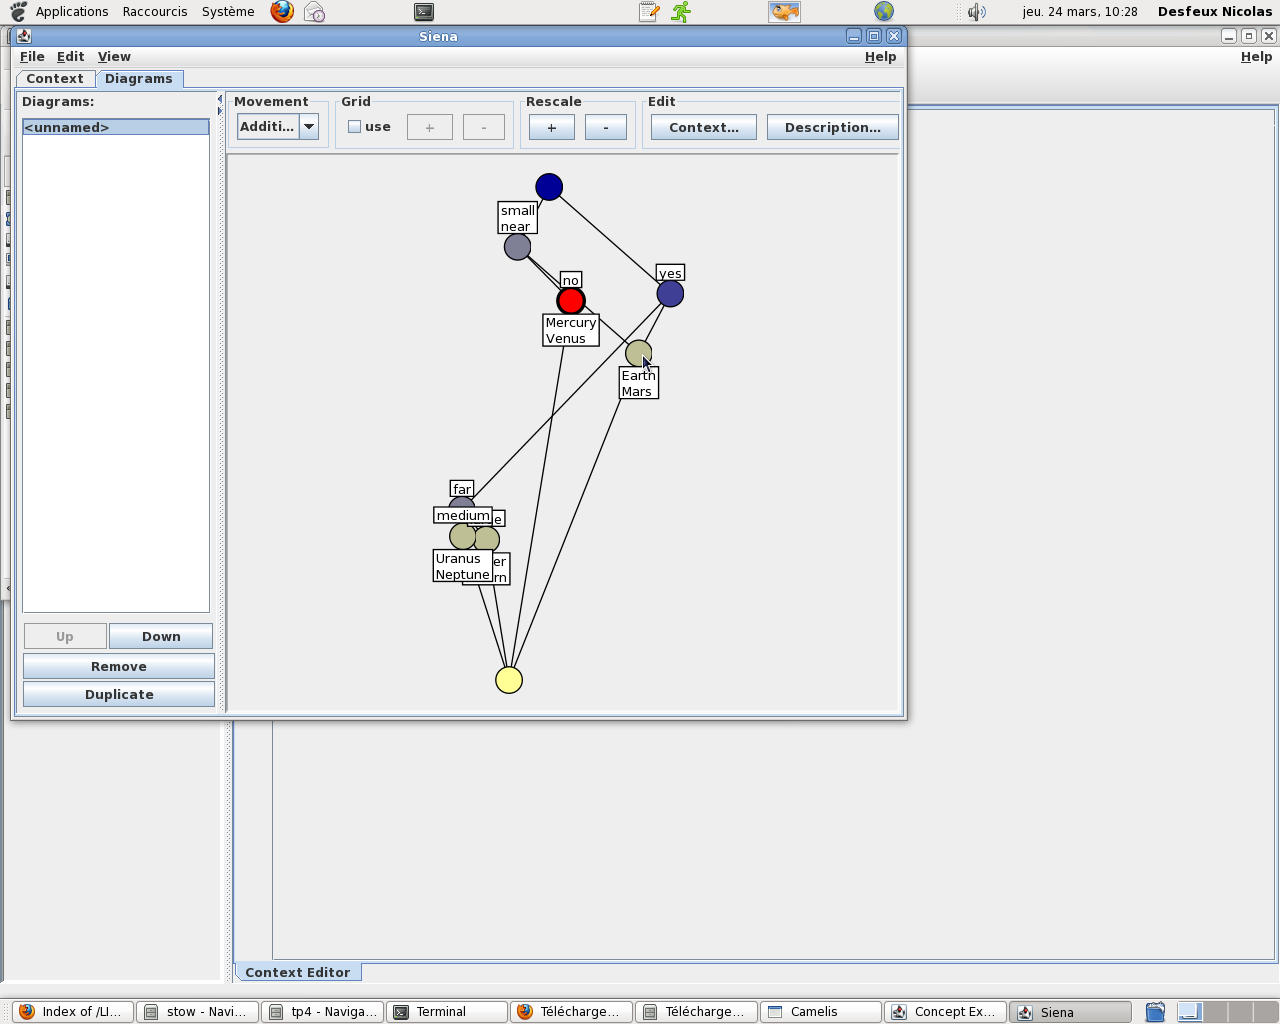 Applications Raccourcis Système jeu. 24 mars, 10:28 Desfeux Nicolas
Siena
File Edit View Help
Help
Context Diagrams
Diagrams:
<unnamed>
Movement Grid Rescale Edit
Additi... use + - + - Context... Description...
small
near
no
yes
Mercury
Venus
Earth
Mars
far
medium
Uranus
Neptune
Up Down
Remove
Duplicate
Context Editor
Index of /LI... stow - Navi... tp4 - Naviga... Terminal Télécharge... Télécharge... Camelis Concept Ex... Siena